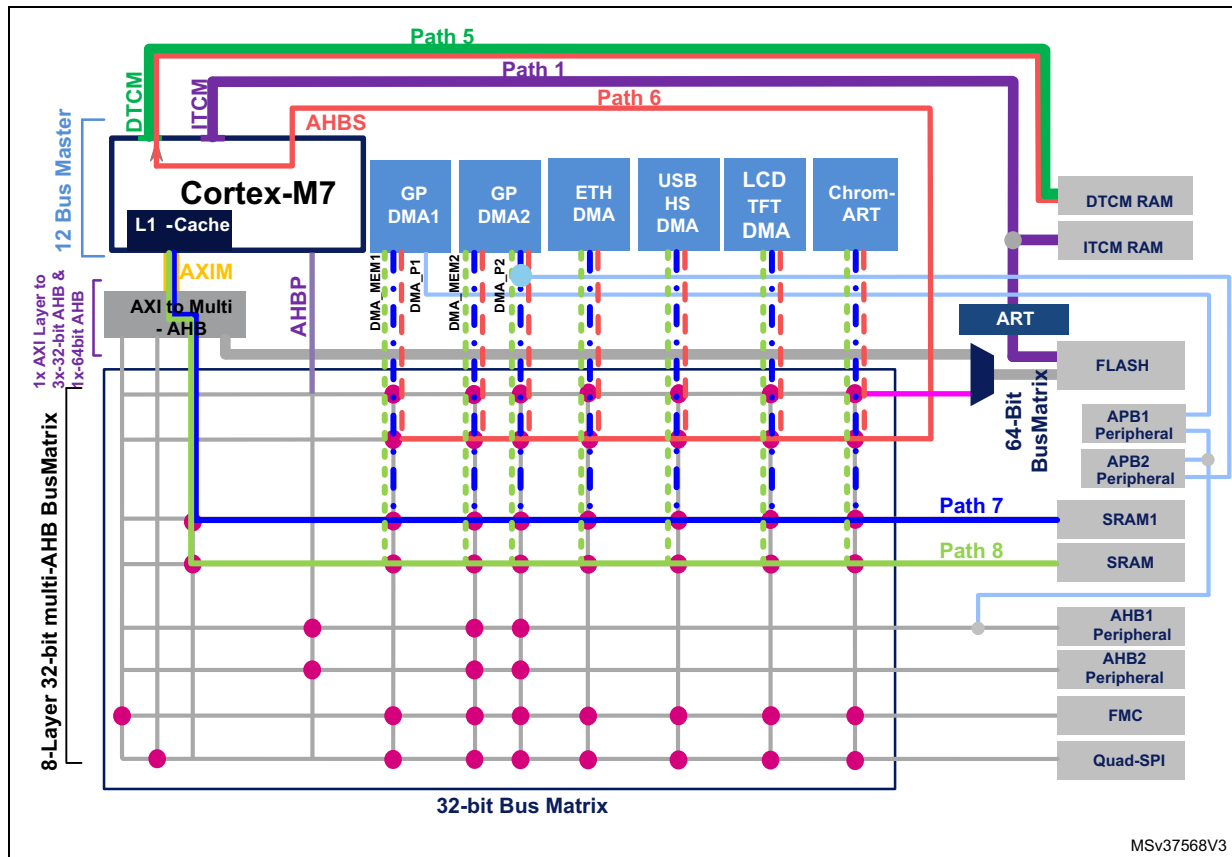 Path 5
Path 1
Path 6
DTCM
ITCM
AHBS
12 Bus Master
Cortex-M7
L1 -Cache
GP
DMA1
GP
DMA2
ETH
DMA
USB
HS
DMA
LCD
TFT
DMA
Chrom-
ART
DTCM RAM
ITCM RAM
AXIM
AHBP
DMA_MEM1
DMA_P1
DMA_MEM2
DMA_P2
1x AXI Layer to
3x-32-bit AHB &
1x-64bit AHB
AXI to Multi
- AHB
ART
FLASH
64-Bit
BusMatrix
APB1
Peripheral
APB2
Peripheral
8-Layer 32-bit multi-AHB BusMatrix
Path 7
SRAM1
Path 8
SRAM
AHB1
Peripheral
AHB2
Peripheral
FMC
Quad-SPI
32-bit Bus Matrix
MSv37568V3